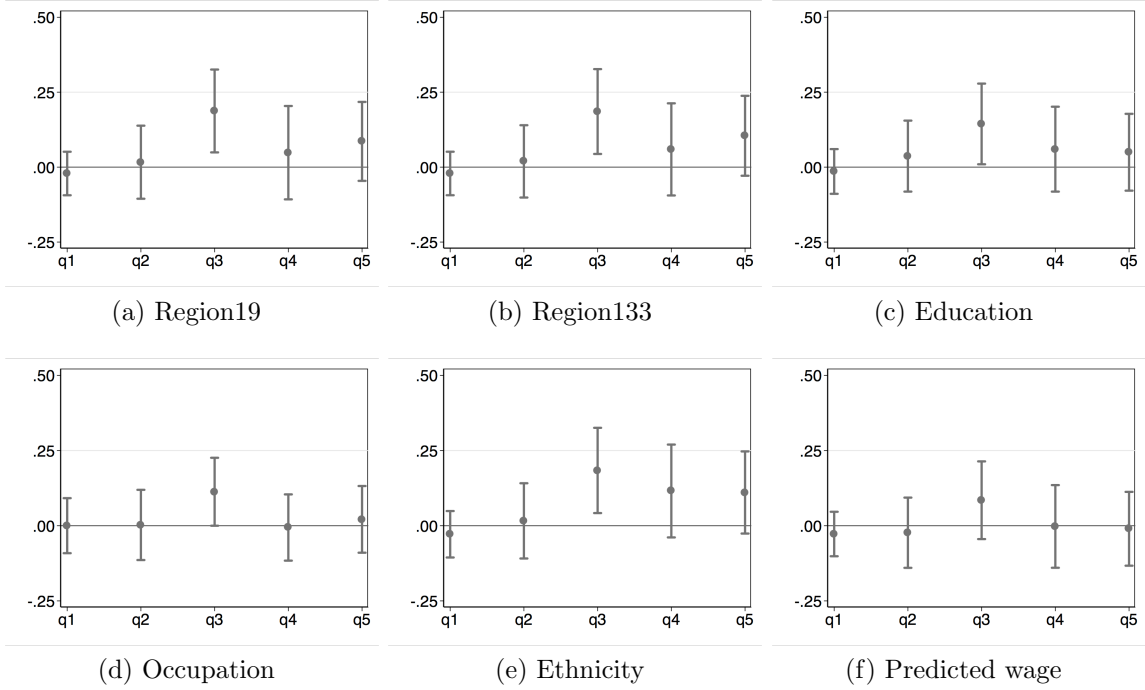 .50 .50 .50
.25 .25 .25
.00 .00 .00
-.25 -.25 -.25
q1 q2 q3 q4 q5 q1 q2 q3 q4 q5 q1 q2 q3 q4 q5
(a) Region19 (b) Region133 (c) Education
.50 .50 .50
.25 .25 .25
.00 .00 .00
-.25 -.25 -.25
q1 q2 q3 q4 q5 q1 q2 q3 q4 q5 q1 q2 q3 q4 q5
(d) Occupation (e) Ethnicity (f) Predicted wage